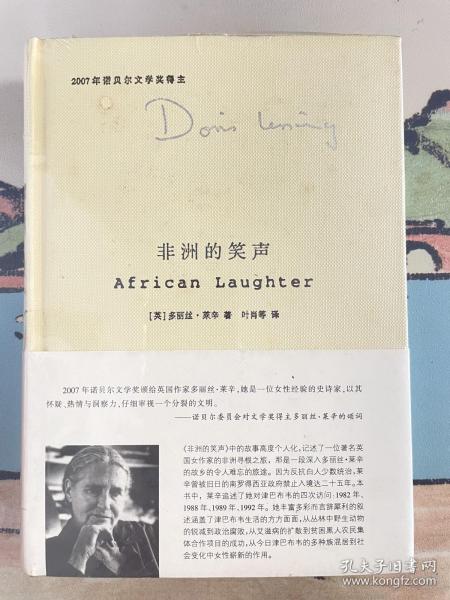 2007年诺贝尔文学奖得主
Doris Lessing
非洲的笑声
African Laughter
[英]多丽丝·莱辛 著 叶肖等 译
2007年诺贝尔文学奖颁给英国作家多丽丝·莱辛,她是一位女性经验的史诗家,以其
怀疑、热情与洞察力,仔细审视一个分裂的文明。
——诺贝尔委员会对文学奖得主多丽丝·莱辛的颂词
《非洲的笑声》中的故事高度个人化,记述了一位著名英
国女作家的非洲寻根之旅,那是一段深入多丽丝·莱辛
的故乡的令人难忘的旅途。因为反抗白人少数统治,莱
辛曾被旧日的南罗得西亚政府禁止入境达二十五年。本
书中,莱辛追述了她对津巴布韦的四次访问:1982年、
1988年、1989年、1992年。她丰富多彩而言辞犀利的叙
述涵盖了津巴布韦生活的方方面面,从丛林中野生动物
的锐减到政治腐败,从艾滋病的扩散到贫困黑人农民集
体合作项目的成功,从今日津巴布韦的多种族混居到社
会变化中女性崭新的作用。
孔夫子旧书网